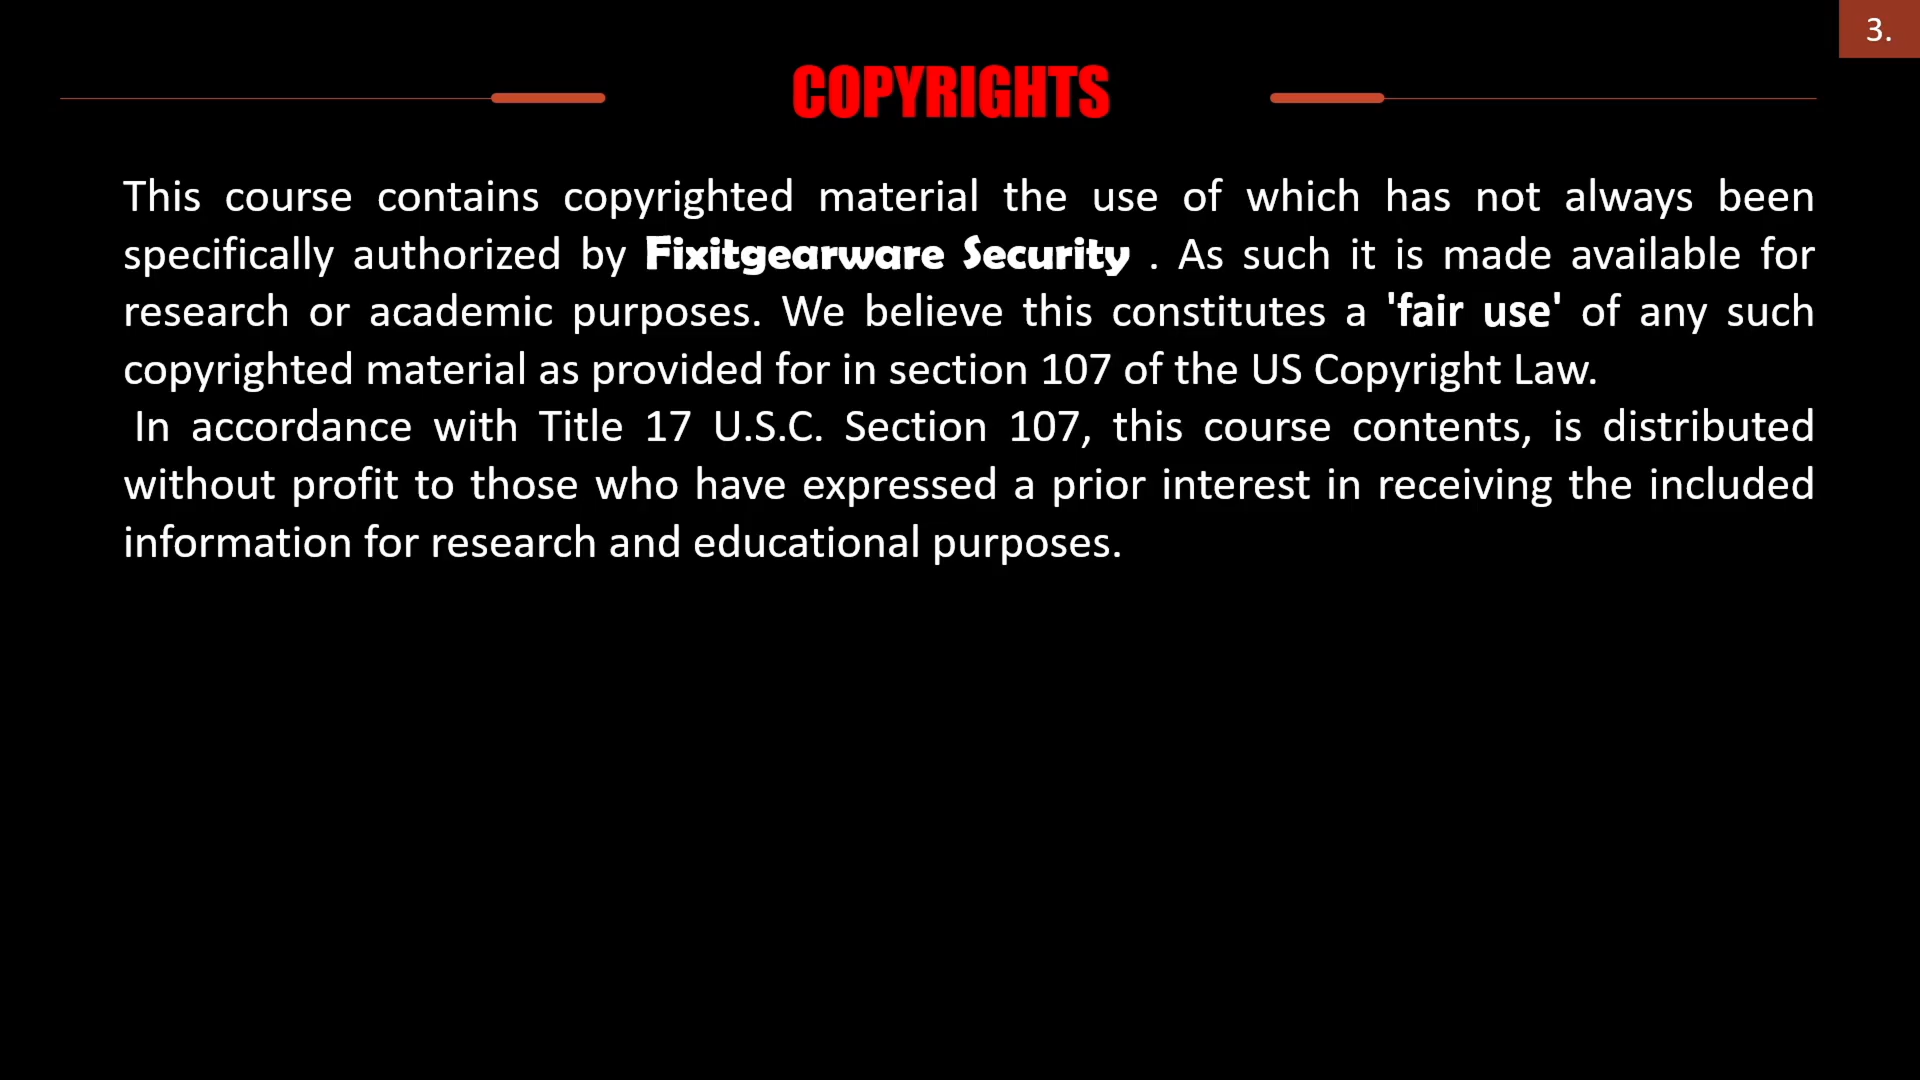 3.
COPYRIGHTS
This course contains copyrighted material the use of which has not always been
specifically authorized by Fixitgearware Security . As such it is made available for
research or academic purposes. We believe this constitutes a 'fair use' of any such
copyrighted material as provided for in section 107 of the US Copyright Law.
In accordance with Title 17 U.S.C. Section 107, this course contents, is distributed
without profit to those who have expressed a prior interest in receiving the included
information for research and educational purposes.